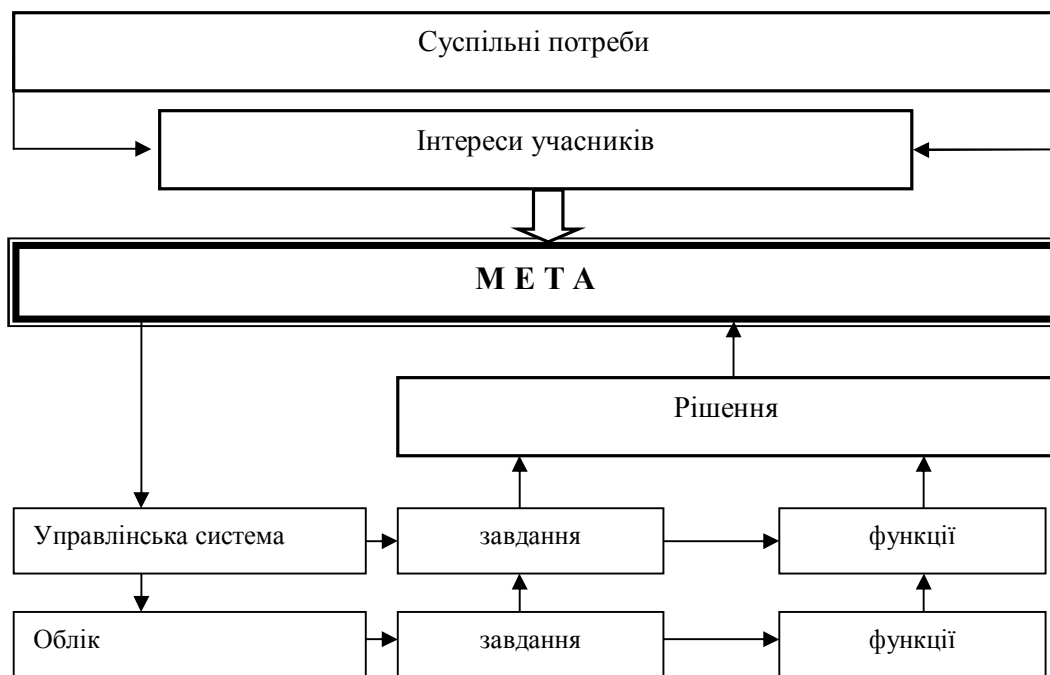 Суспільні потреби
Інтереси учасників
М Е Т А
Рішення
Управлінська система
завдання
функції
Облік
завдання
функції